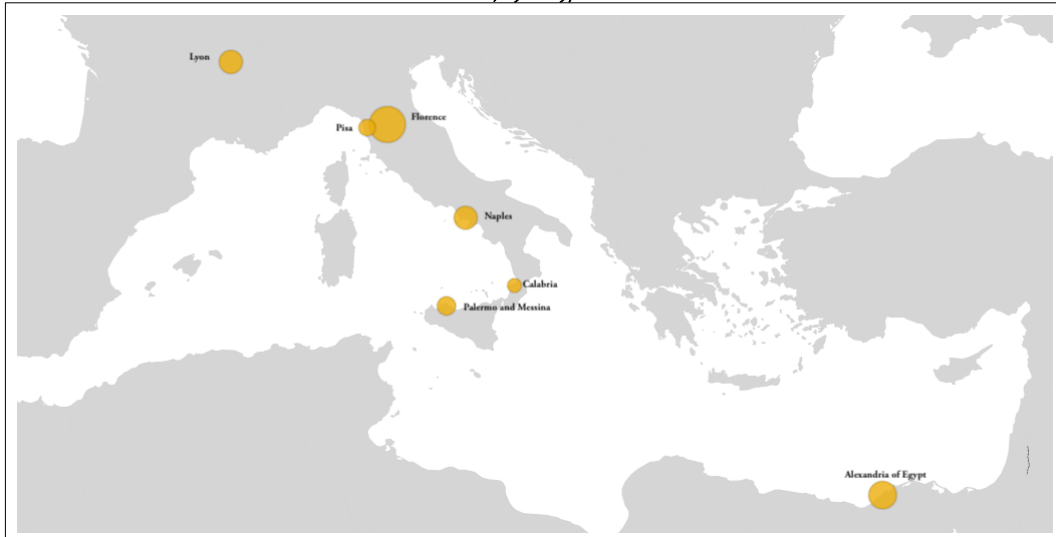 Lyon
Florence
Pisa
Naples
Calabria
Palermo and Messina
Alexandria of Egypt